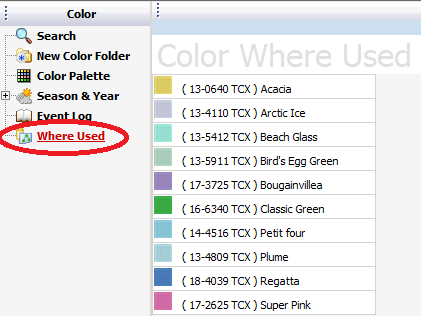 Color
Search
New Color Folder
Color Palette
Season & Year
Event Log
Where Used
Color Where Used
( 13-0640 TCX ) Acacia
( 13-4110 TCX ) Arctic Ice
( 13-5412 TCX ) Beach Glass
( 13-5911 TCX ) Bird's Egg Green
( 17-3725 TCX ) Bougainvillea
( 16-6340 TCX ) Classic Green
( 14-4516 TCX ) Petit four
( 13-4809 TCX ) Plume
( 18-4039 TCX ) Regatta
( 17-2625 TCX ) Super Pink